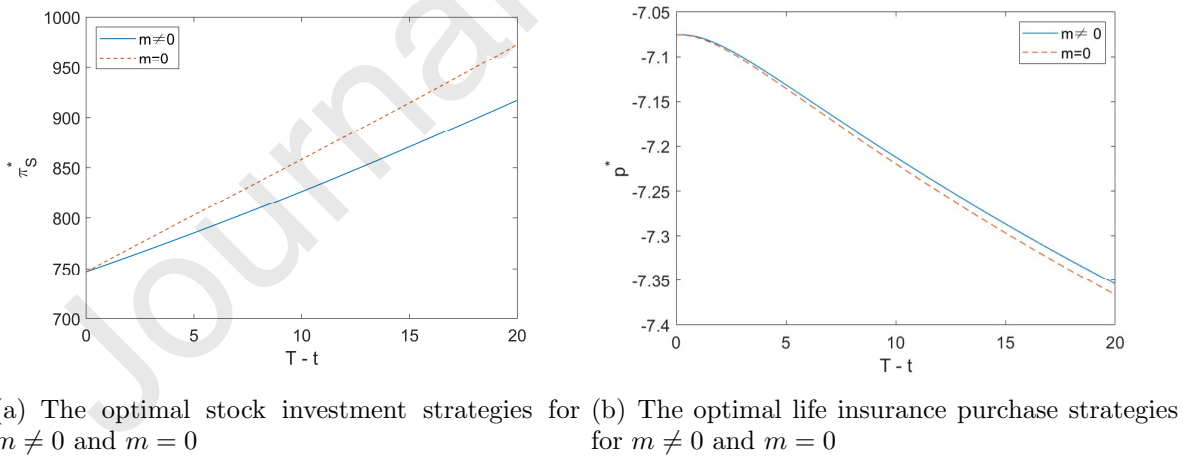 1000
950
900
850
800
750
700
π*S
m≠0
m=0
0 5 10 15 20
T - t
-7.05
-7.1
-7.15
-7.2
-7.25
-7.3
-7.35
-7.4
p*
m≠ 0
m=0
0 5 10 15 20
T - t
Journal
a) The optimal stock investment strategies for
m ≠ 0 and m = 0
(b) The optimal life insurance purchase strategies
for m ≠ 0 and m = 0